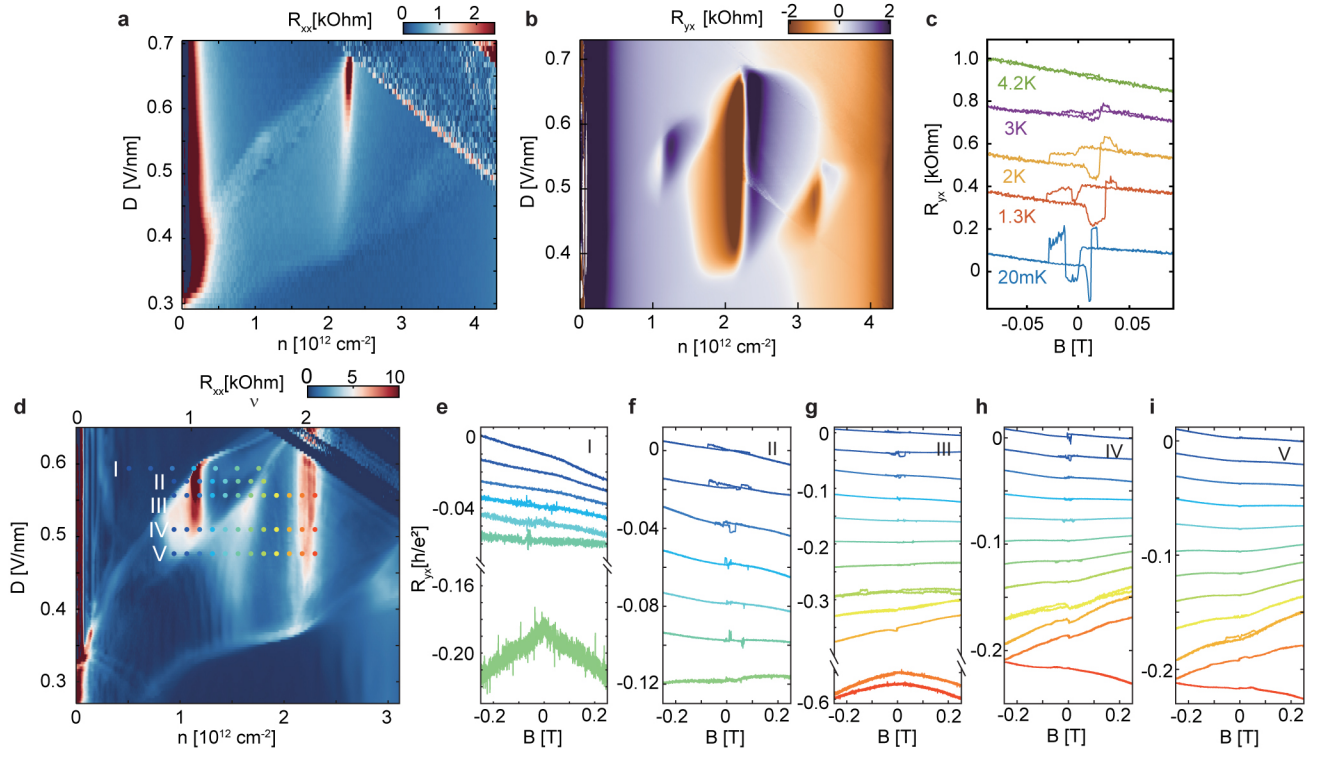 a
R_xx[kOhm]
0 1 2
D [V/nm]
0.7
0.6
0.5
0.4
0.3
0 1 2 3 4
n [10¹² cm⁻²]
b
R_yx [kOhm]
-2 0 2
D [V/nm]
0.7
0.6
0.5
0.4
0 1 2 3 4
n [10¹² cm⁻²]
c
R_yx [kOhm]
1.0
0.8
0.6
0.4
0.2
0
4.2K
3K
2K
1.3K
20mK
-0.05 0 0.05
B [T]
d
R_xx[kOhm]
0 5 10
ν
0 1 2
D [V/nm]
0.6
0.5
0.4
0.3
I
II
III
IV
V
0 1 2 3
n [10¹² cm⁻²]
e
I
R_yx[h/e²]
0
-0.04
-0.16
-0.20
-0.2 0 0.2
B [T]
f
II
0
-0.04
-0.08
-0.12
-0.2 0 0.2
B [T]
g
III
0
-0.1
-0.2
-0.3
-0.6
-0.2 0 0.2
B [T]
h
IV
0
-0.1
-0.2
-0.2 0 0.2
B [T]
i
V
0
-0.1
-0.2
-0.2 0 0.2
B [T]